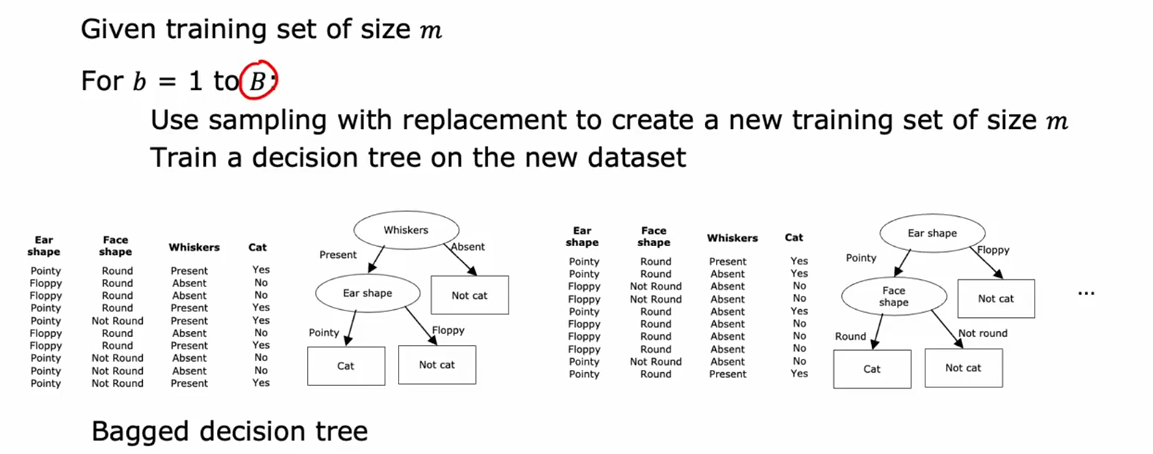 Given training set of size m
For b = 1 to B:
Use sampling with replacement to create a new training set of size m
Train a decision tree on the new dataset
Ear shape Face shape Whiskers Cat
Pointy Round Present Yes
Floppy Round Absent No
Floppy Round Absent No
Pointy Round Present Yes
Pointy Not Round Present Yes
Floppy Round Absent No
Floppy Round Present Yes
Pointy Not Round Absent No
Pointy Not Round Absent No
Pointy Not Round Present Yes
Whiskers
Present
Absent
Ear shape
Not cat
Pointy
Floppy
Cat
Not cat
Ear shape Face shape Whiskers Cat
Pointy Round Present Yes
Pointy Round Absent Yes
Floppy Not Round Absent No
Floppy Not Round Absent No
Pointy Round Absent Yes
Floppy Round Absent No
Floppy Round Absent No
Floppy Round Absent No
Pointy Not Round Absent No
Pointy Round Present Yes
Ear shape
Pointy
Floppy
Face shape
Not cat
Round
Not round
Cat
Not cat
...
Bagged decision tree